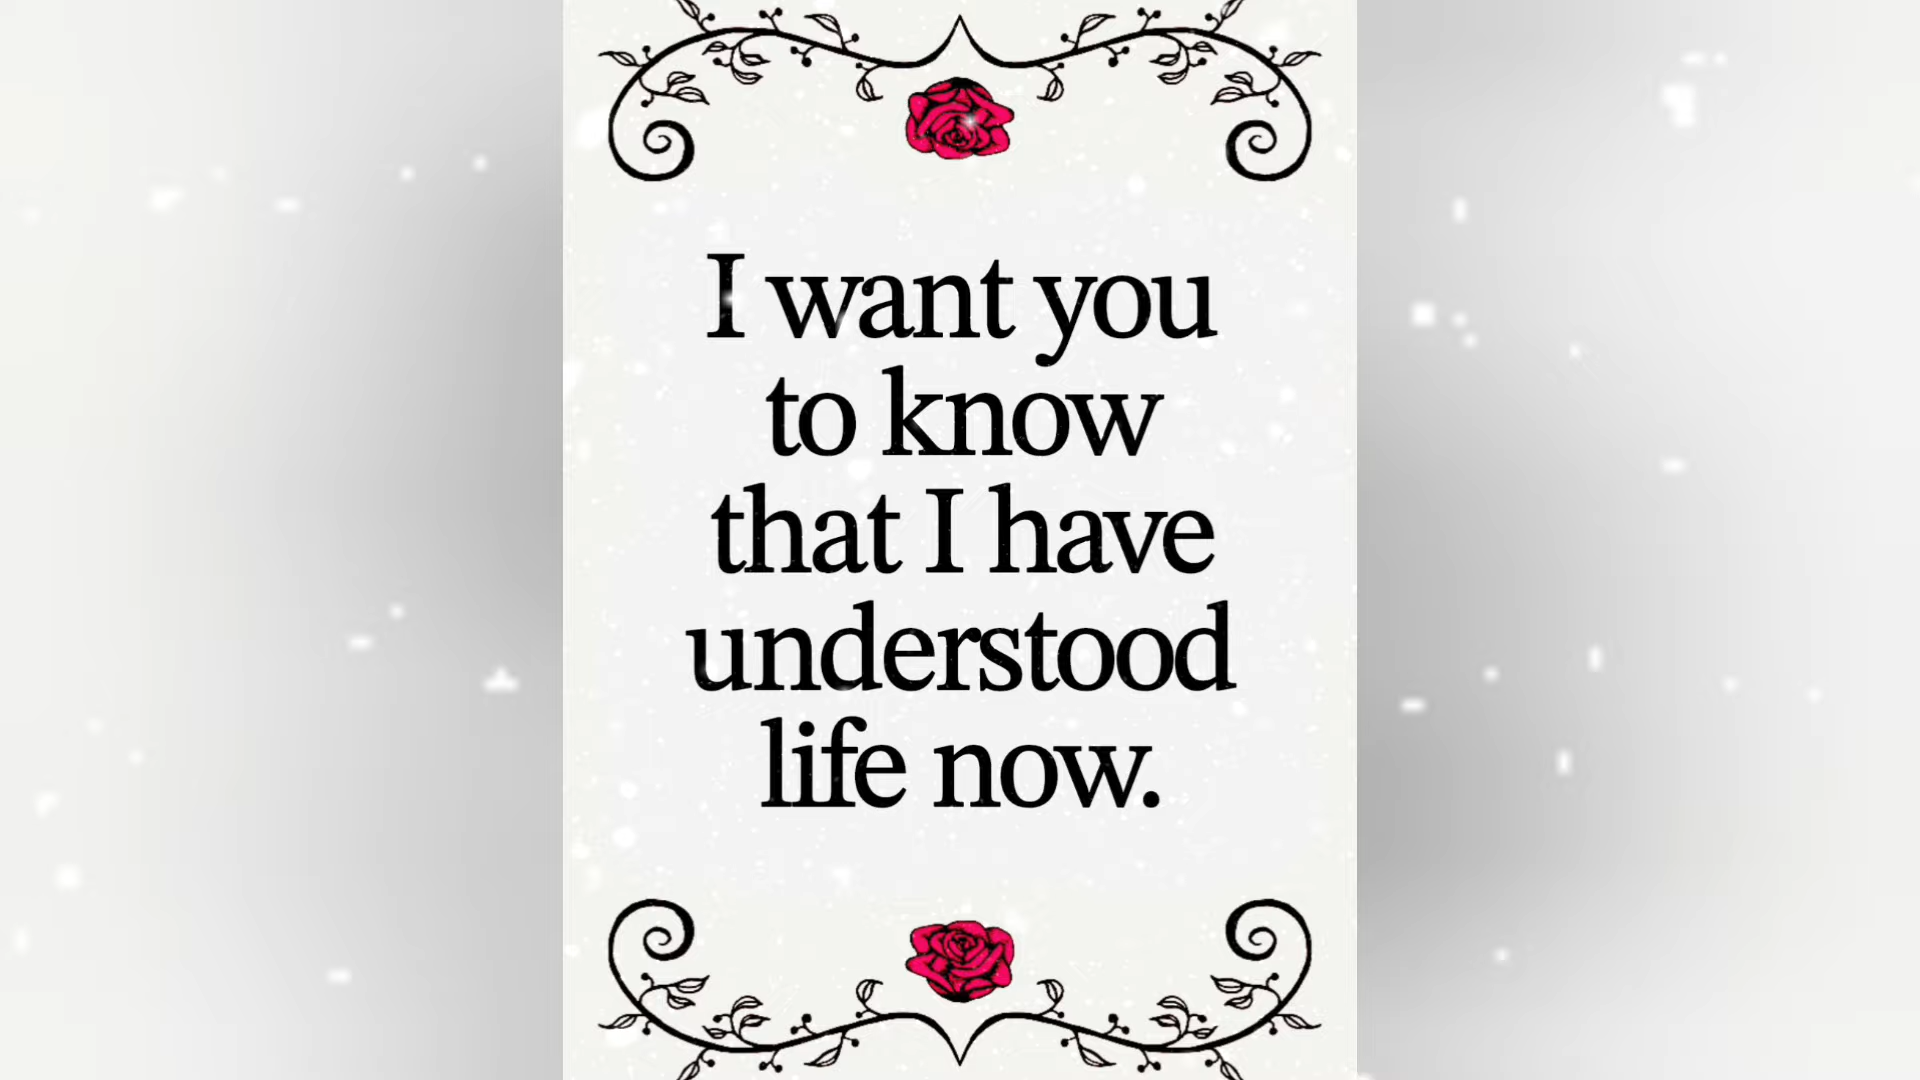 I want you
to know
that I have
understood
life now.